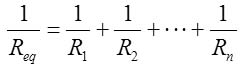 1/R_eq = 1/R_1 + 1/R_2 + ⋯ + 1/R_n